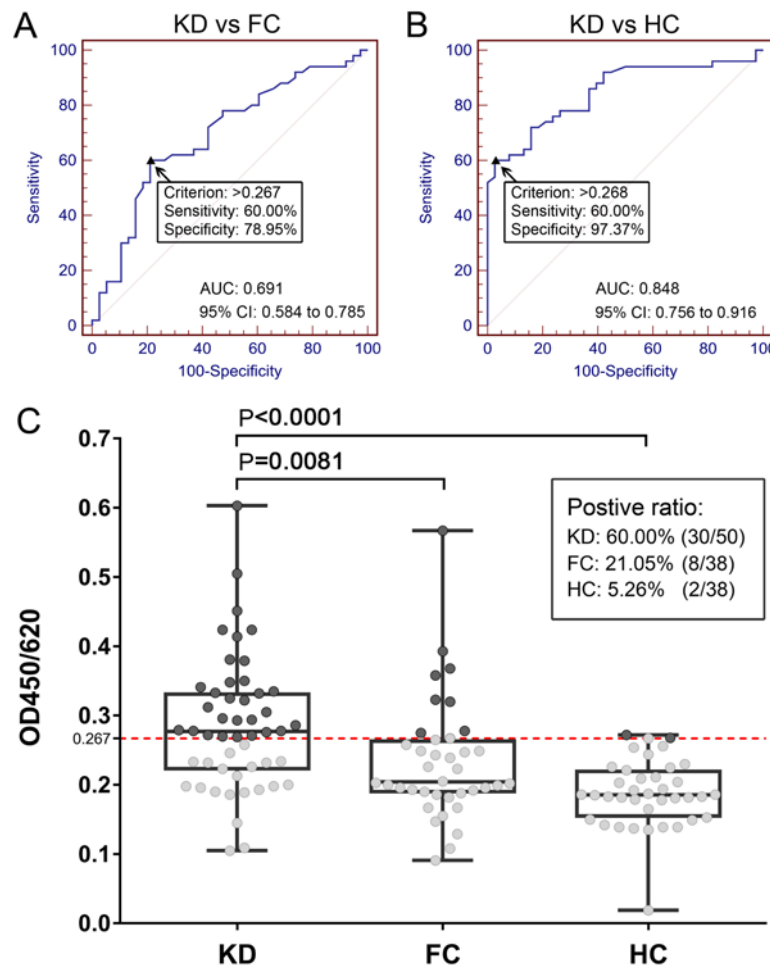 A
KD vs FC
100
80
60
40
20
0
Sensitivity
Criterion: >0.267
Sensitivity: 60.00%
Specificity: 78.95%
AUC: 0.691
95% CI: 0.584 to 0.785
0 20 40 60 80 100
100-Specificity
B
KD vs HC
100
80
60
40
20
0
Sensitivity
Criterion: >0.268
Sensitivity: 60.00%
Specificity: 97.37%
AUC: 0.848
95% CI: 0.756 to 0.916
0 20 40 60 80 100
100-Specificity
C
P<0.0001
P=0.0081
0.7
0.6
0.5
0.4
0.3
0.267
0.2
0.1
0.0
OD450/620
Postive ratio:
KD: 60.00% (30/50)
FC: 21.05% (8/38)
HC: 5.26% (2/38)
KD FC HC